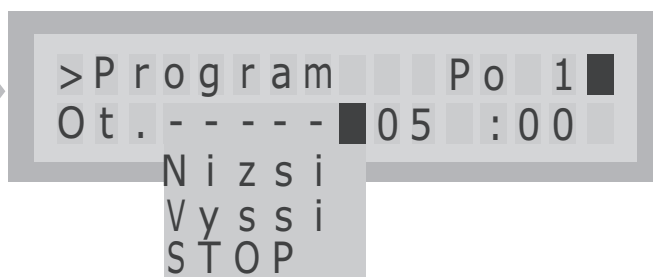 >Program Po 1
Ot.----- 05 :00
Nizsi
Vyssi
STOP